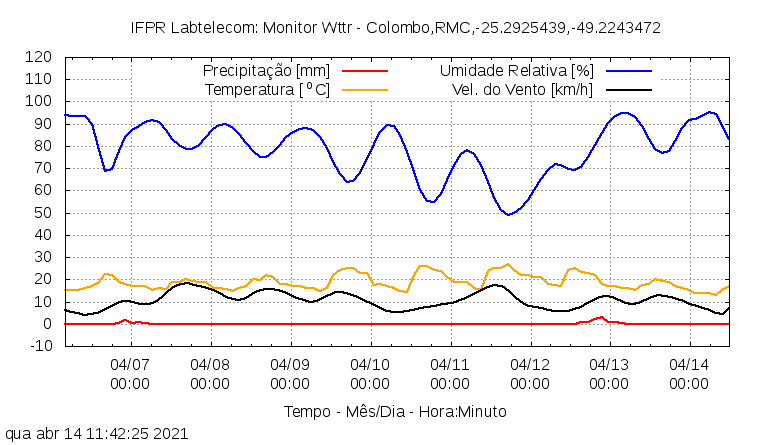 IFPR Labtelecom: Monitor Wttr - Colombo,RMC,-25.2925439,-49.2243472
Precipitação [mm]
Temperatura [⁰C]
Umidade Relativa [%]
Vel. do Vento [km/h]
120
110
100
90
80
70
60
50
40
30
20
10
0
-10
04/07 04/08 04/09 04/10 04/11 04/12 04/13 04/14
00:00 00:00 00:00 00:00 00:00 00:00 00:00 00:00
Tempo - Mês/Dia - Hora:Minuto
qua abr 14 11:42:25 2021